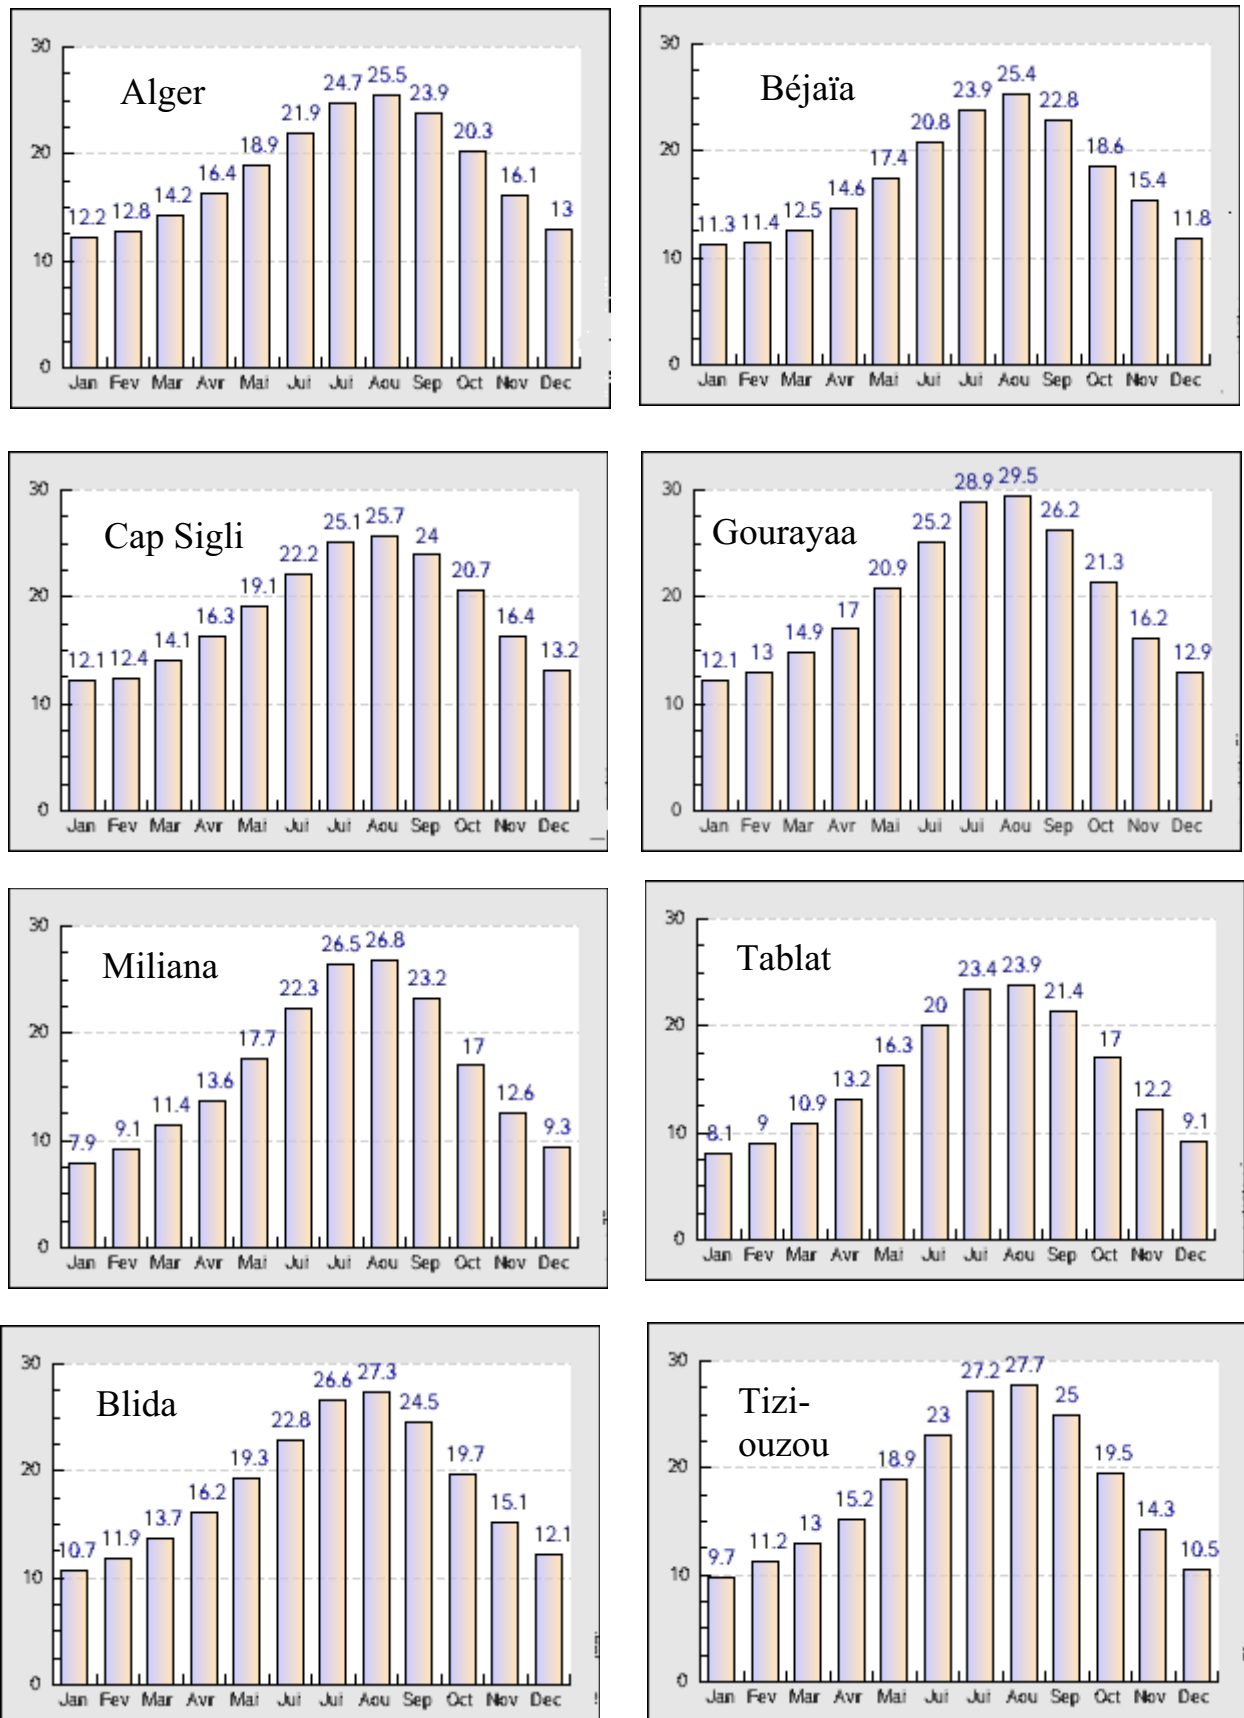 Alger
30
20
10
0
12.2 12.8 14.2 16.4 18.9 21.9 24.7 25.5 23.9 20.3 16.1 13
Jan Fev Mar Avr Mai Jui Jui Aou Sep Oct Nov Dec
Béjaïa
30
20
10
0
11.3 11.4 12.5 14.6 17.4 20.8 23.9 25.4 22.8 18.6 15.4 11.8
Jan Fev Mar Avr Mai Jui Jui Aou Sep Oct Nov Dec
Cap Sigli
30
20
10
0
12.1 12.4 14.1 16.3 19.1 22.2 25.1 25.7 24 20.7 16.4 13.2
Jan Fev Mar Avr Mai Jui Jui Aou Sep Oct Nov Dec
Gourayaa
30
20
10
0
12.1 13 14.9 17 20.9 25.2 28.9 29.5 26.2 21.3 16.2 12.9
Jan Fev Mar Avr Mai Jui Jui Aou Sep Oct Nov Dec
Miliana
30
20
10
0
7.9 9.1 11.4 13.6 17.7 22.3 26.5 26.8 23.2 17 12.6 9.3
Jan Fev Mar Avr Mai Jui Jui Aou Sep Oct Nov Dec
Tablat
30
20
10
0
8.1 9 10.9 13.2 16.3 20 23.4 23.9 21.4 17 12.2 9.1
Jan Fev Mar Avr Mai Jui Jui Aou Sep Oct Nov Dec
Blida
30
20
10
0
10.7 11.9 13.7 16.2 19.3 22.8 26.6 27.3 24.5 19.7 15.1 12.1
Jan Fev Mar Avr Mai Jui Jui Aou Sep Oct Nov Dec
Tizi-
ouzou
30
20
10
0
9.7 11.2 13 15.2 18.9 23 27.2 27.7 25 19.5 14.3 10.5
Jan Fev Mar Avr Mai Jui Jui Aou Sep Oct Nov Dec